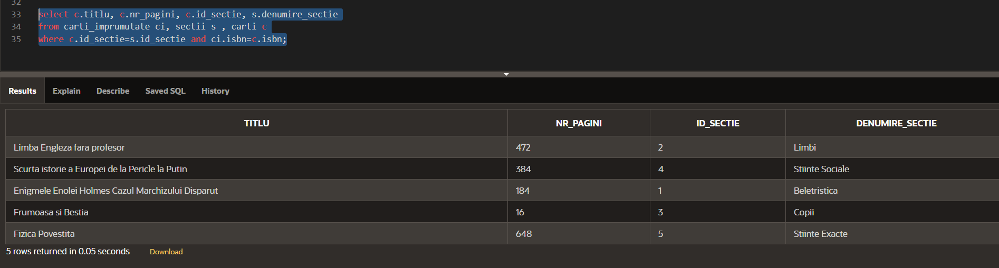 32
33 select c.titlu, c.nr_pagini, c.id_sectie, s.denumire_sectie
34 from carti_imprumutate ci, sectii s , carti c
35 where c.id_sectie=s.id_sectie and ci.isbn=c.isbn;
Results Explain Describe Saved SQL History
TITLU NR_PAGINI ID_SECTIE DENUMIRE_SECTIE
Limba Engleza fara profesor 472 2 Limbi
Scurta istorie a Europei de la Pericle la Putin 384 4 Stiinte Sociale
Enigmele Enolei Holmes Cazul Marchizului Disparut 184 1 Beletristica
Frumoasa si Bestia 16 3 Copii
Fizica Povestita 648 5 Stiinte Exacte
5 rows returned in 0.05 seconds Download